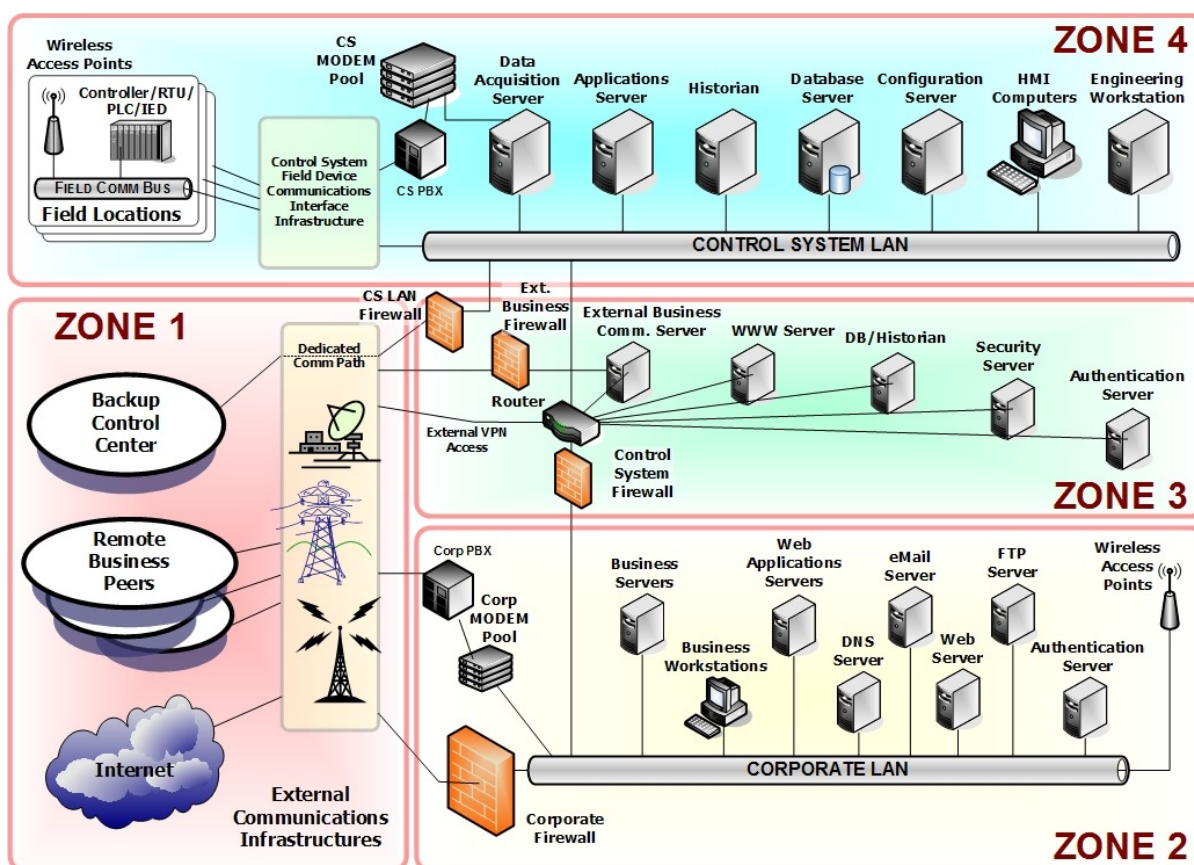 ZONE 4
Wireless
Access Points
Controller/RTU/
PLC/IED
FIELD COMM BUS
Field Locations
Control System
Field Device
Communications
Interface
Infrastructure
CS
MODEM
Pool
CS PBX
Data
Acquisition
Server
Applications
Server
Historian
Database
Server
Configuration
Server
HMI
Computers
Engineering
Workstation
CONTROL SYSTEM LAN
ZONE 1
CS LAN
Firewall
Dedicated
Comm Path
Backup
Control
Center
Remote
Business
Peers
Internet
External
Communications
Infrastructures
Ext.
Business
Firewall
External Business
Comm. Server
WWW Server
DB/Historian
Security
Server
Authentication
Server
Router
External VPN
Access
Control
System
Firewall
ZONE 3
Corp PBX
Corp
MODEM
Pool
Business
Servers
Business
Workstations
Web
Applications
Servers
DNS
Server
eMail
Server
Web
Server
FTP
Server
Authentication
Server
Wireless
Access
Points
CORPORATE LAN
Corporate
Firewall
ZONE 2